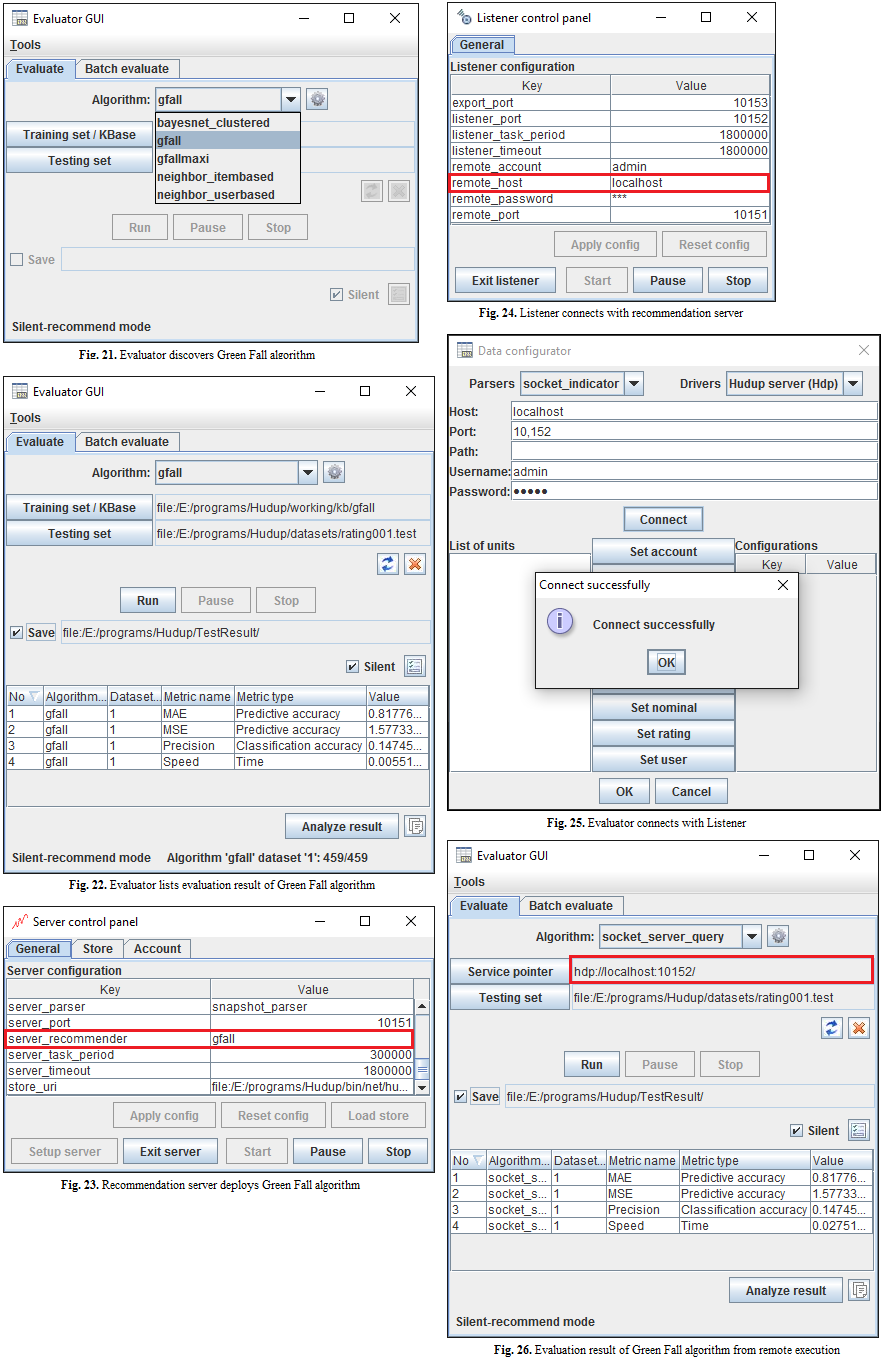 Evaluator GUI
Tools
Evaluate Batch evaluate
Algorithm: gfall
bayesnet_clustered
gfall
gfallmaxi
neighbor_itembased
neighbor_userbased
Training set / KBase
Testing set
Run Pause Stop
Save
Silent
Silent-recommend mode
Fig. 21. Evaluator discovers Green Fall algorithm
Evaluator GUI
Tools
Evaluate Batch evaluate
Algorithm: gfall
Training set / KBase file:/E:/programs/Hudup/working/kb/gfall
Testing set file:/E:/programs/Hudup/datasets/rating001.test
Run Pause Stop
Save file:/E:/programs/Hudup/TestResult/
Silent
No Algorithm... Dataset... Metric name Metric type Value
1 gfall 1 MAE Predictive accuracy 0.81776...
2 gfall 1 MSE Predictive accuracy 1.57733...
3 gfall 1 Precision Classification accuracy 0.14745...
4 gfall 1 Speed Time 0.00551...
Analyze result
Silent-recommend mode Algorithm 'gfall' dataset '1': 459/459
Fig. 22. Evaluator lists evaluation result of Green Fall algorithm
Server control panel
General Store Account
Server configuration
Key Value
server_parser snapshot_parser
server_port 10151
server_recommender gfall
server_task_period 300000
server_timeout 1800000
store_uri file:/E:/programs/Hudup/bin/net/hu...
Apply config Reset config Load store
Setup server Exit server Start Pause Stop
Fig. 23. Recommendation server deploys Green Fall algorithm
Listener control panel
General
Listener configuration
Key Value
export_port 10153
listener_port 10152
listener_task_period 1800000
listener_timeout 1800000
remote_account admin
remote_host localhost
remote_password ***
remote_port 10151
Apply config Reset config
Exit listener Start Pause Stop
Fig. 24. Listener connects with recommendation server
Data configurator
Parsers socket_indicator Drivers Hudup server (Hdp)
Host: localhost
Port: 10,152
Path:
Username: admin
Password: ●●●●●
Connect
List of units Set account Configurations
Key Value
Connect successfully
Connect successfully
OK
Set nominal
Set rating
Set user
OK Cancel
Fig. 25. Evaluator connects with Listener
Evaluator GUI
Tools
Evaluate Batch evaluate
Algorithm: socket_server_query
Service pointer hdp://localhost:10152/
Testing set file:/E:/programs/Hudup/datasets/rating001.test
Run Pause Stop
Save file:/E:/programs/Hudup/TestResult/
Silent
No Algorithm... Dataset... Metric name Metric type Value
1 socket_s... 1 MAE Predictive accuracy 0.81776...
2 socket_s... 1 MSE Predictive accuracy 1.57733...
3 socket_s... 1 Precision Classification accuracy 0.14745...
4 socket_s... 1 Speed Time 0.02751...
Analyze result
Silent-recommend mode
Fig. 26. Evaluation result of Green Fall algorithm from remote execution